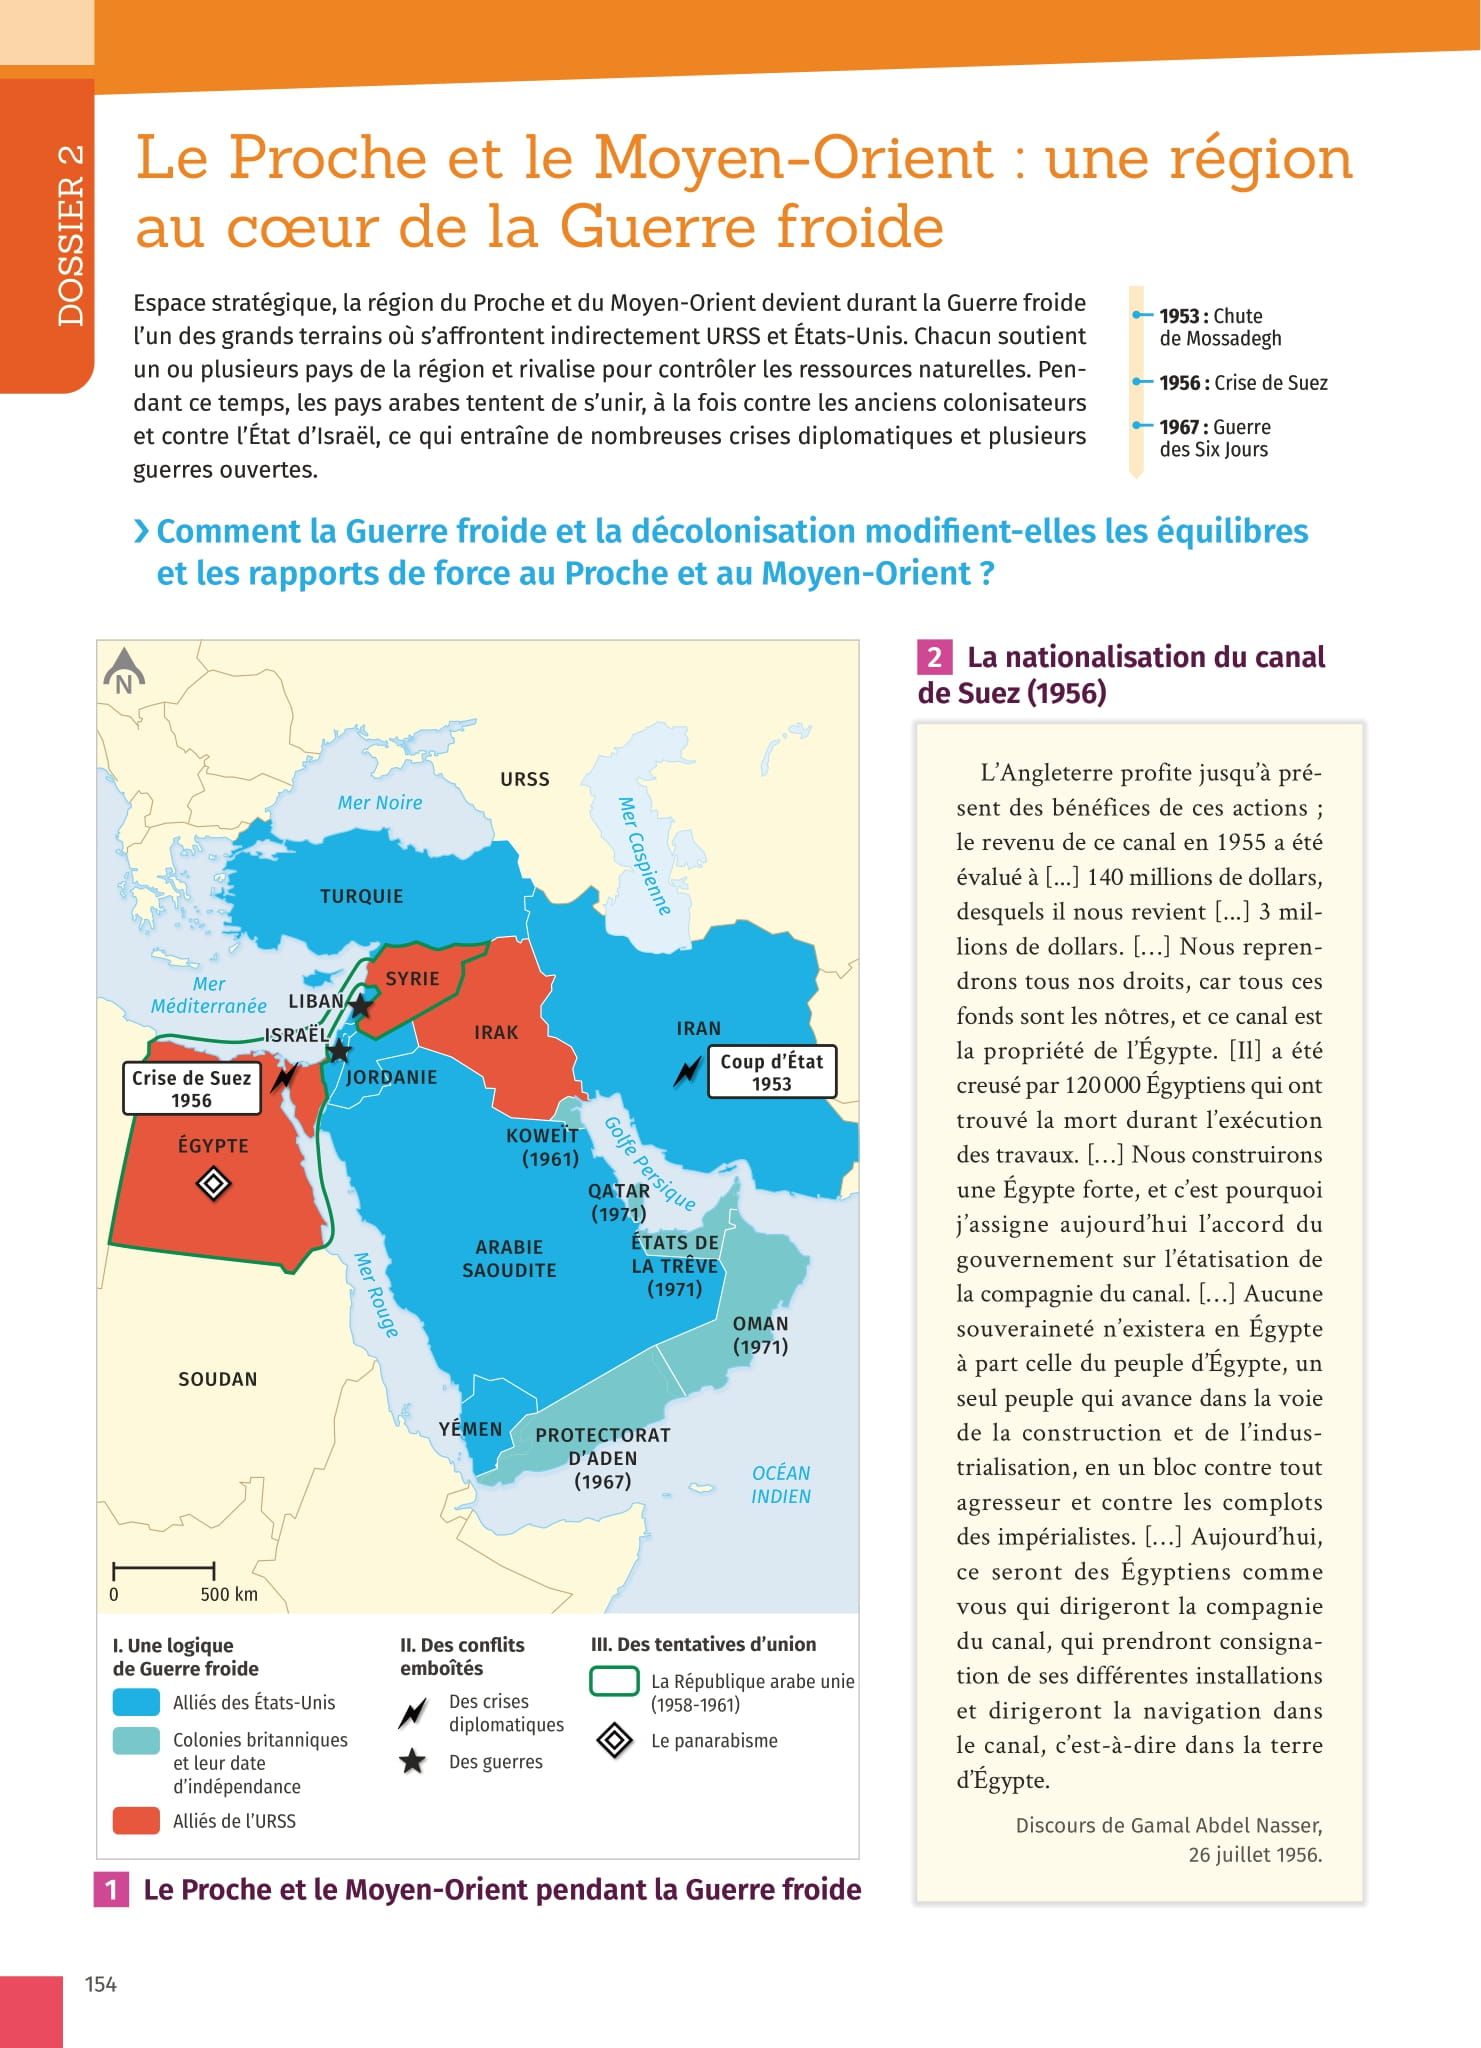 DOSSIER 2
Le Proche et le Moyen-Orient : une région
au cœur de la Guerre froide
Espace stratégique, la région du Proche et du Moyen-Orient devient durant la Guerre froide
l’un des grands terrains où s’affrontent indirectement URSS et États-Unis. Chacun soutient
un ou plusieurs pays de la région et rivalise pour contrôler les ressources naturelles. Pen-
dant ce temps, les pays arabes tentent de s’unir, à la fois contre les anciens colonisateurs
et contre l’État d’Israël, ce qui entraîne de nombreuses crises diplomatiques et plusieurs
guerres ouvertes.
1953 : Chute
de Mossadegh
1956 : Crise de Suez
1967 : Guerre
des Six Jours
› Comment la Guerre froide et la décolonisation modifient-elles les équilibres
et les rapports de force au Proche et au Moyen-Orient ?
N
URSS
Mer Noire
Mer Caspienne
TURQUIE
SYRIE
Mer
Méditerranée
LIBAN
ISRAËL
IRAK
IRAN
Coup d’État
1953
Crise de Suez
1956
JORDANIE
ÉGYPTE
KOWEÏT
(1961)
Golfe Persique
QATAR
(1971)
ARABIE
SAOUDITE
ÉTATS DE
LA TRÊVE
(1971)
Mer Rouge
OMAN
(1971)
SOUDAN
YÉMEN
PROTECTORAT
D’ADEN
(1967)
OCÉAN
INDIEN
0 500 km
I. Une logique
de Guerre froide
Alliés des États-Unis
Colonies britanniques
et leur date
d’indépendance
Alliés de l’URSS
II. Des conflits
emboîtés
Des crises
diplomatiques
Des guerres
III. Des tentatives d’union
La République arabe unie
(1958-1961)
Le panarabisme
1 Le Proche et le Moyen-Orient pendant la Guerre froide
2 La nationalisation du canal
de Suez (1956)
L’Angleterre profite jusqu’à pré-
sent des bénéfices de ces actions ;
le revenu de ce canal en 1955 a été
évalué à [...] 140 millions de dollars,
desquels il nous revient [...] 3 mil-
lions de dollars. […] Nous repren-
drons tous nos droits, car tous ces
fonds sont les nôtres, et ce canal est
la propriété de l’Égypte. [Il] a été
creusé par 120 000 Égyptiens qui ont
trouvé la mort durant l’exécution
des travaux. […] Nous construirons
une Égypte forte, et c’est pourquoi
j’assigne aujourd’hui l’accord du
gouvernement sur l’étatisation de
la compagnie du canal. […] Aucune
souveraineté n’existera en Égypte
à part celle du peuple d’Égypte, un
seul peuple qui avance dans la voie
de la construction et de l’indus-
trialisation, en un bloc contre tout
agresseur et contre les complots
des impérialistes. […] Aujourd’hui,
ce seront des Égyptiens comme
vous qui dirigeront la compagnie
du canal, qui prendront consigna-
tion de ses différentes installations
et dirigeront la navigation dans
le canal, c’est-à-dire dans la terre
d’Égypte.
Discours de Gamal Abdel Nasser,
26 juillet 1956.
154